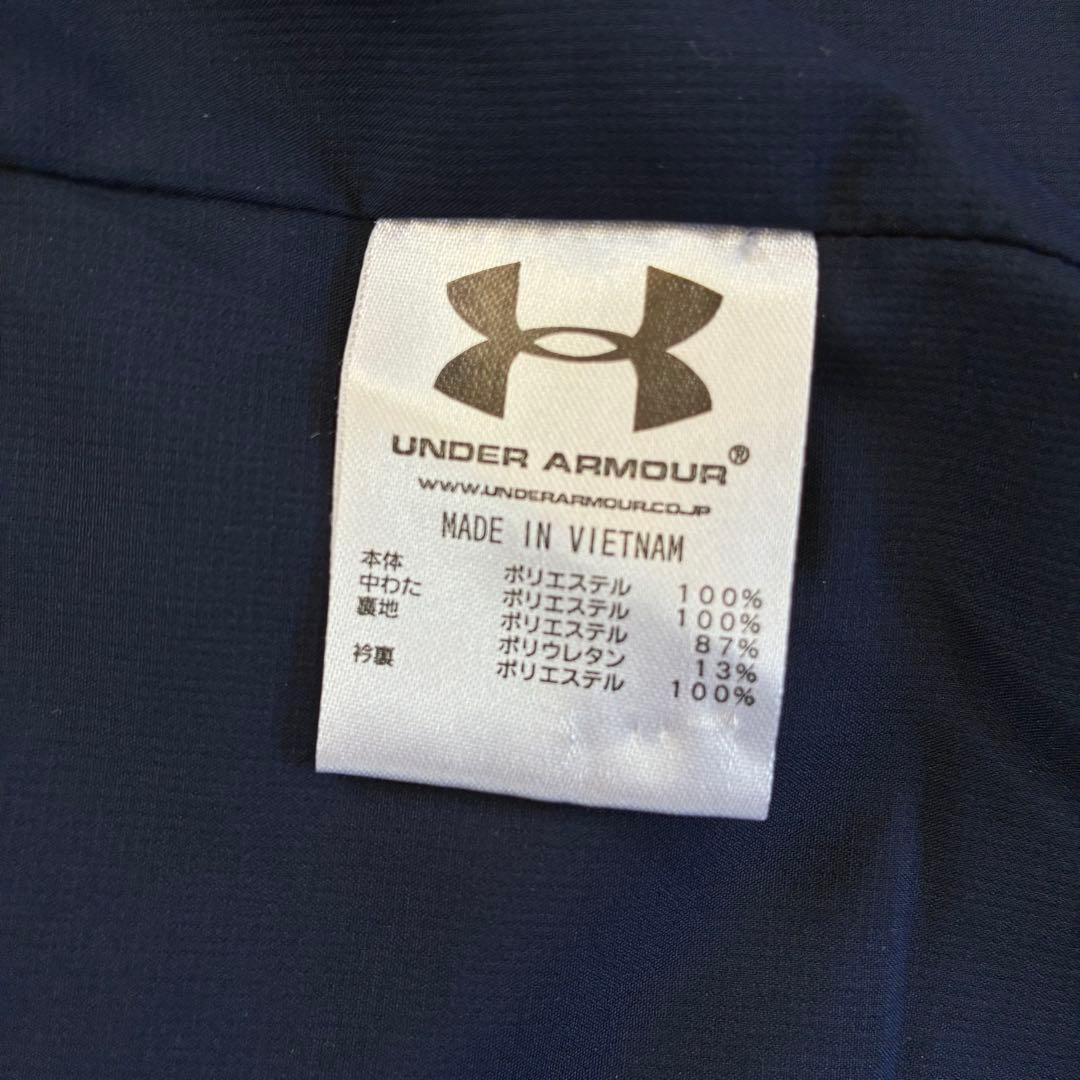 UNDER ARMOUR®
WWW.UNDERARMOUR.CO.JP
MADE IN VIETNAM
本体 ポリエステル 100%
中わた ポリエステル 100%
裏地 ポリエステル 87%
ポリウレタン 13%
衿裏 ポリエステル 100%